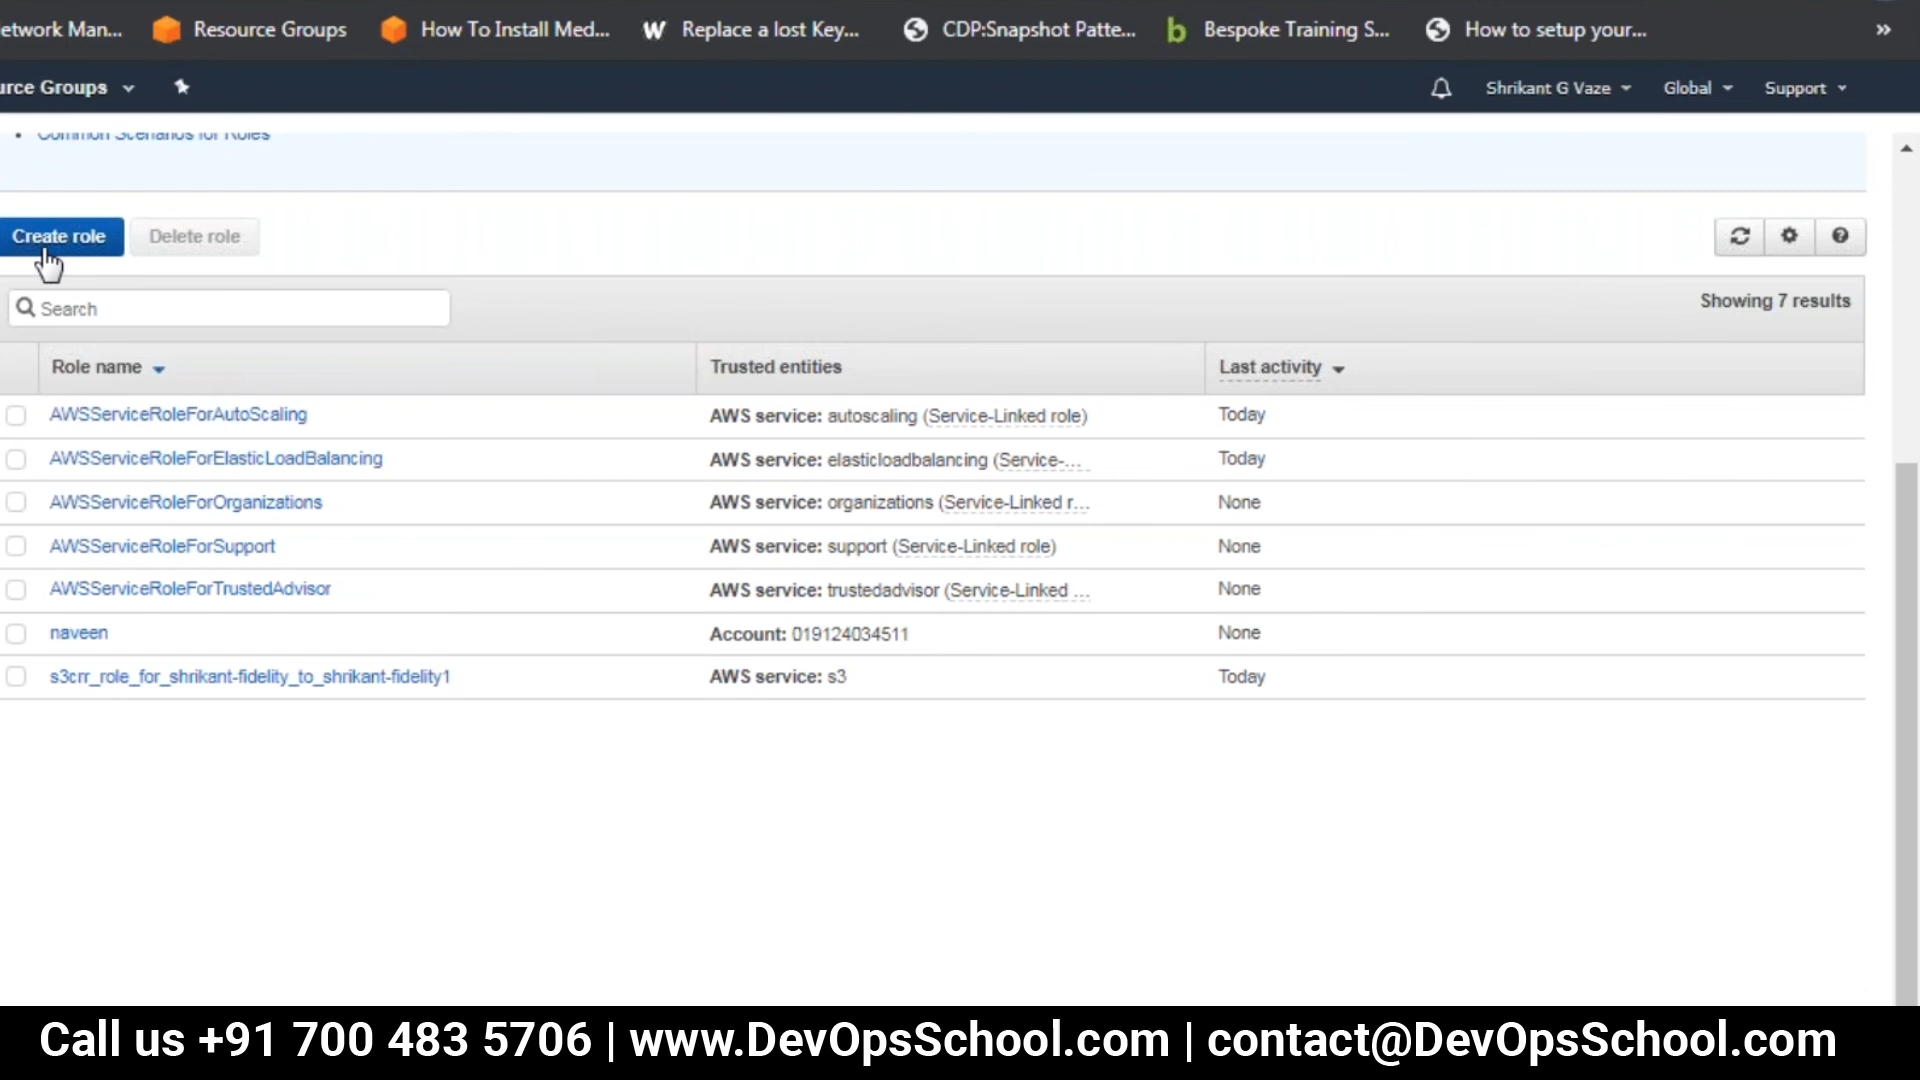 etwork Man... Resource Groups How To Install Med... Replace a lost Key... CDP:Snapshot Patte... Bespoke Training S... How to setup your... »
urce Groups Shrikant G Vaze Global Support
• Common Scenarios for Roles
Create role Delete role
Search Showing 7 results
Role name Trusted entities Last activity
AWSServiceRoleForAutoScaling AWS service: autoscaling (Service-Linked role) Today
AWSServiceRoleForElasticLoadBalancing AWS service: elasticloadbalancing (Service-... Today
AWSServiceRoleForOrganizations AWS service: organizations (Service-Linked r... None
AWSServiceRoleForSupport AWS service: support (Service-Linked role) None
AWSServiceRoleForTrustedAdvisor AWS service: trustedadvisor (Service-Linked ... None
naveen Account: 019124034511 None
s3crr_role_for_shrikant-fidelity_to_shrikant-fidelity1 AWS service: s3 Today
Call us +91 700 483 5706 | www.DevOpsSchool.com | contact@DevOpsSchool.com